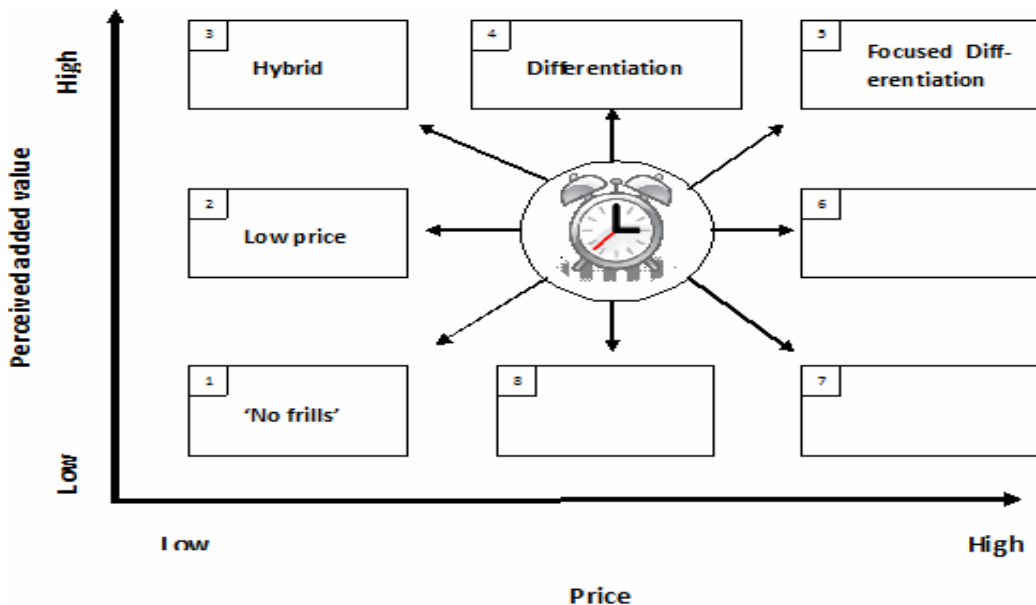 High
3
Hybrid
4
Differentiation
5
Focused Diff-
erentiation
Perceived added value
2
Low price
6
1
'No frills'
8
7
Low
Low
High
Price